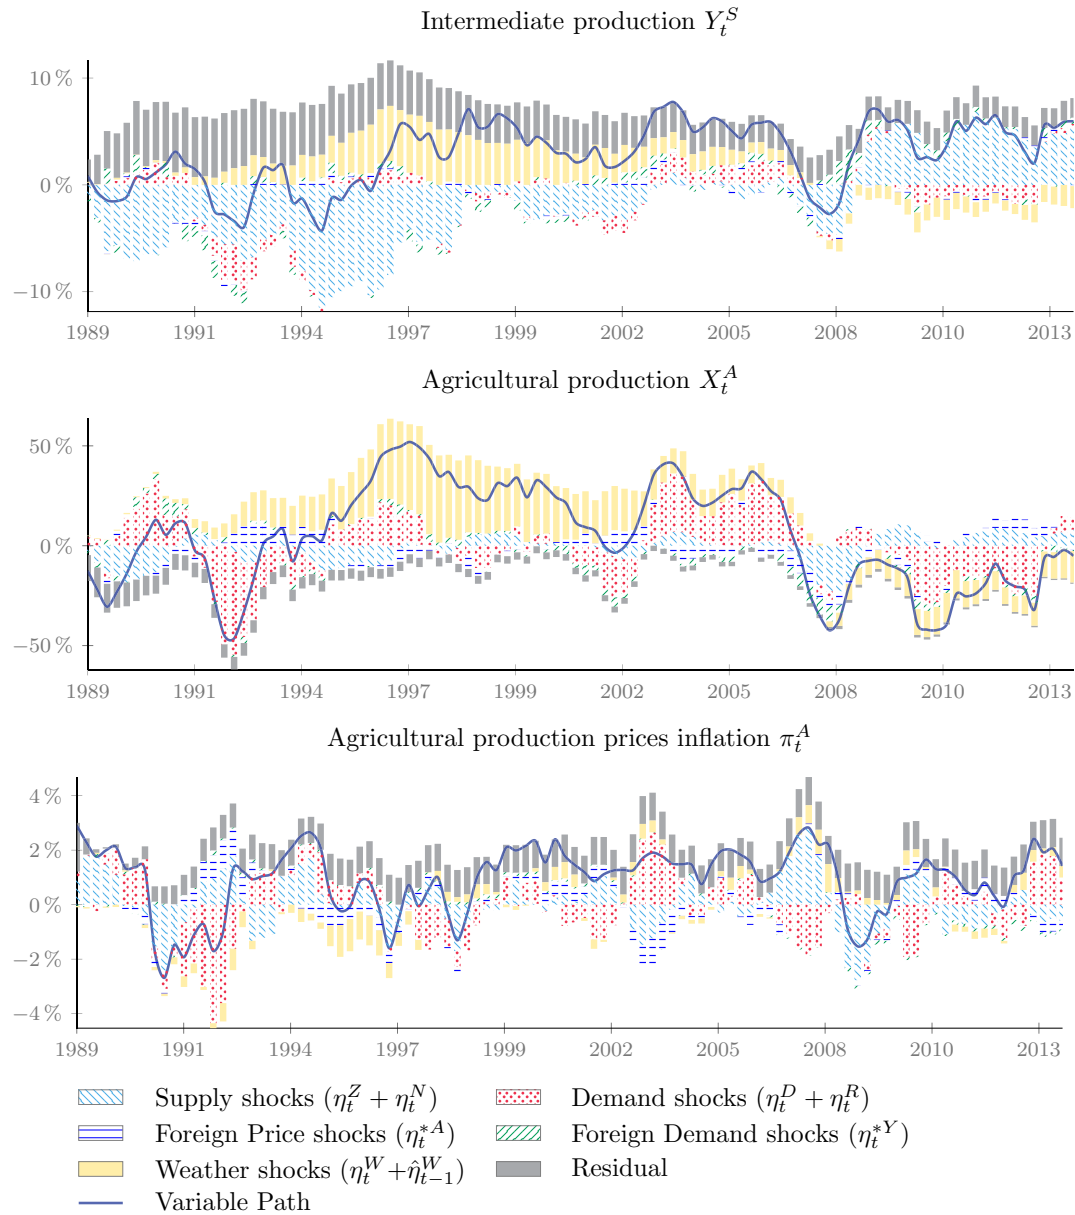 Intermediate production $Y_t^S$
10 %
0 %
−10 %
1989 1991 1994 1997 1999 2002 2005 2008 2010 2013
Agricultural production $X_t^A$
50 %
0 %
−50 %
1989 1991 1994 1997 1999 2002 2005 2008 2010 2013
Agricultural production prices inflation $\pi_t^A$
4 %
2 %
0 %
−2 %
−4 %
1989 1991 1994 1997 1999 2002 2005 2008 2010 2013
Supply shocks ($\eta_t^Z + \eta_t^N$) Demand shocks ($\eta_t^D + \eta_t^R$)
Foreign Price shocks ($\eta_t^{*A}$) Foreign Demand shocks ($\eta_t^{*Y}$)
Weather shocks ($\eta_t^W + \hat{\eta}_{t-1}^W$) Residual
Variable Path